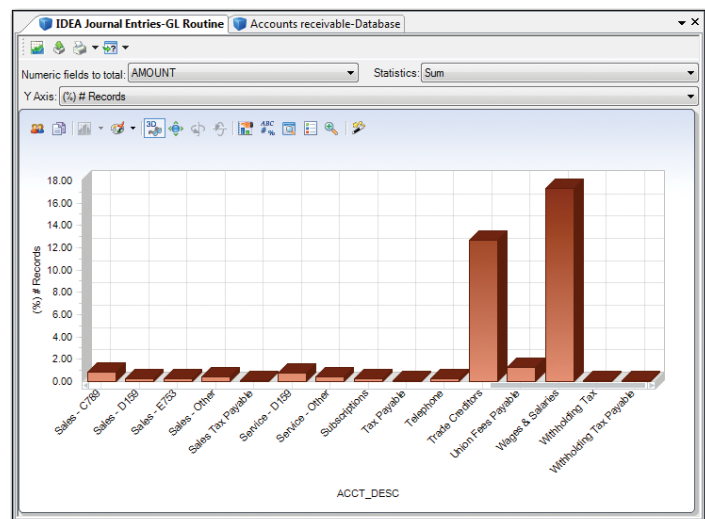 IDEA Journal Entries-GL Routine Accounts receivable-Database
Numeric fields to total: AMOUNT Statistics: Sum
Y Axis: (%) # Records
3D ABC # %
18.00
16.00
14.00
12.00
10.00
8.00
6.00
4.00
2.00
0.00
(%) # Records
Sales - C789
Sales - D159
Sales - E753
Sales - Other
Sales Tax Payable
Service - D159
Service - Other
Subscriptions
Tax Payable
Telephone
Trade Creditors
Union Fees Payable
Wages & Salaries
Withholding Tax
Withholding Tax Payable
ACCT_DESC